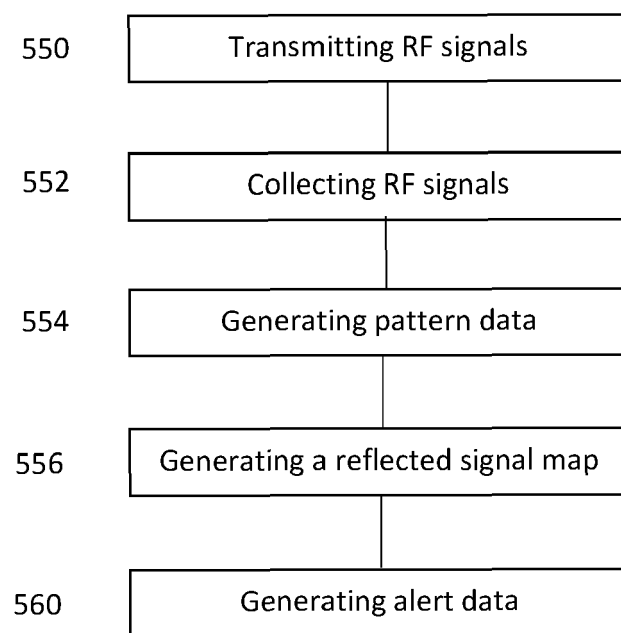 550 Transmitting RF signals
552 Collecting RF signals
554 Generating pattern data
556 Generating a reflected signal map
560 Generating alert data